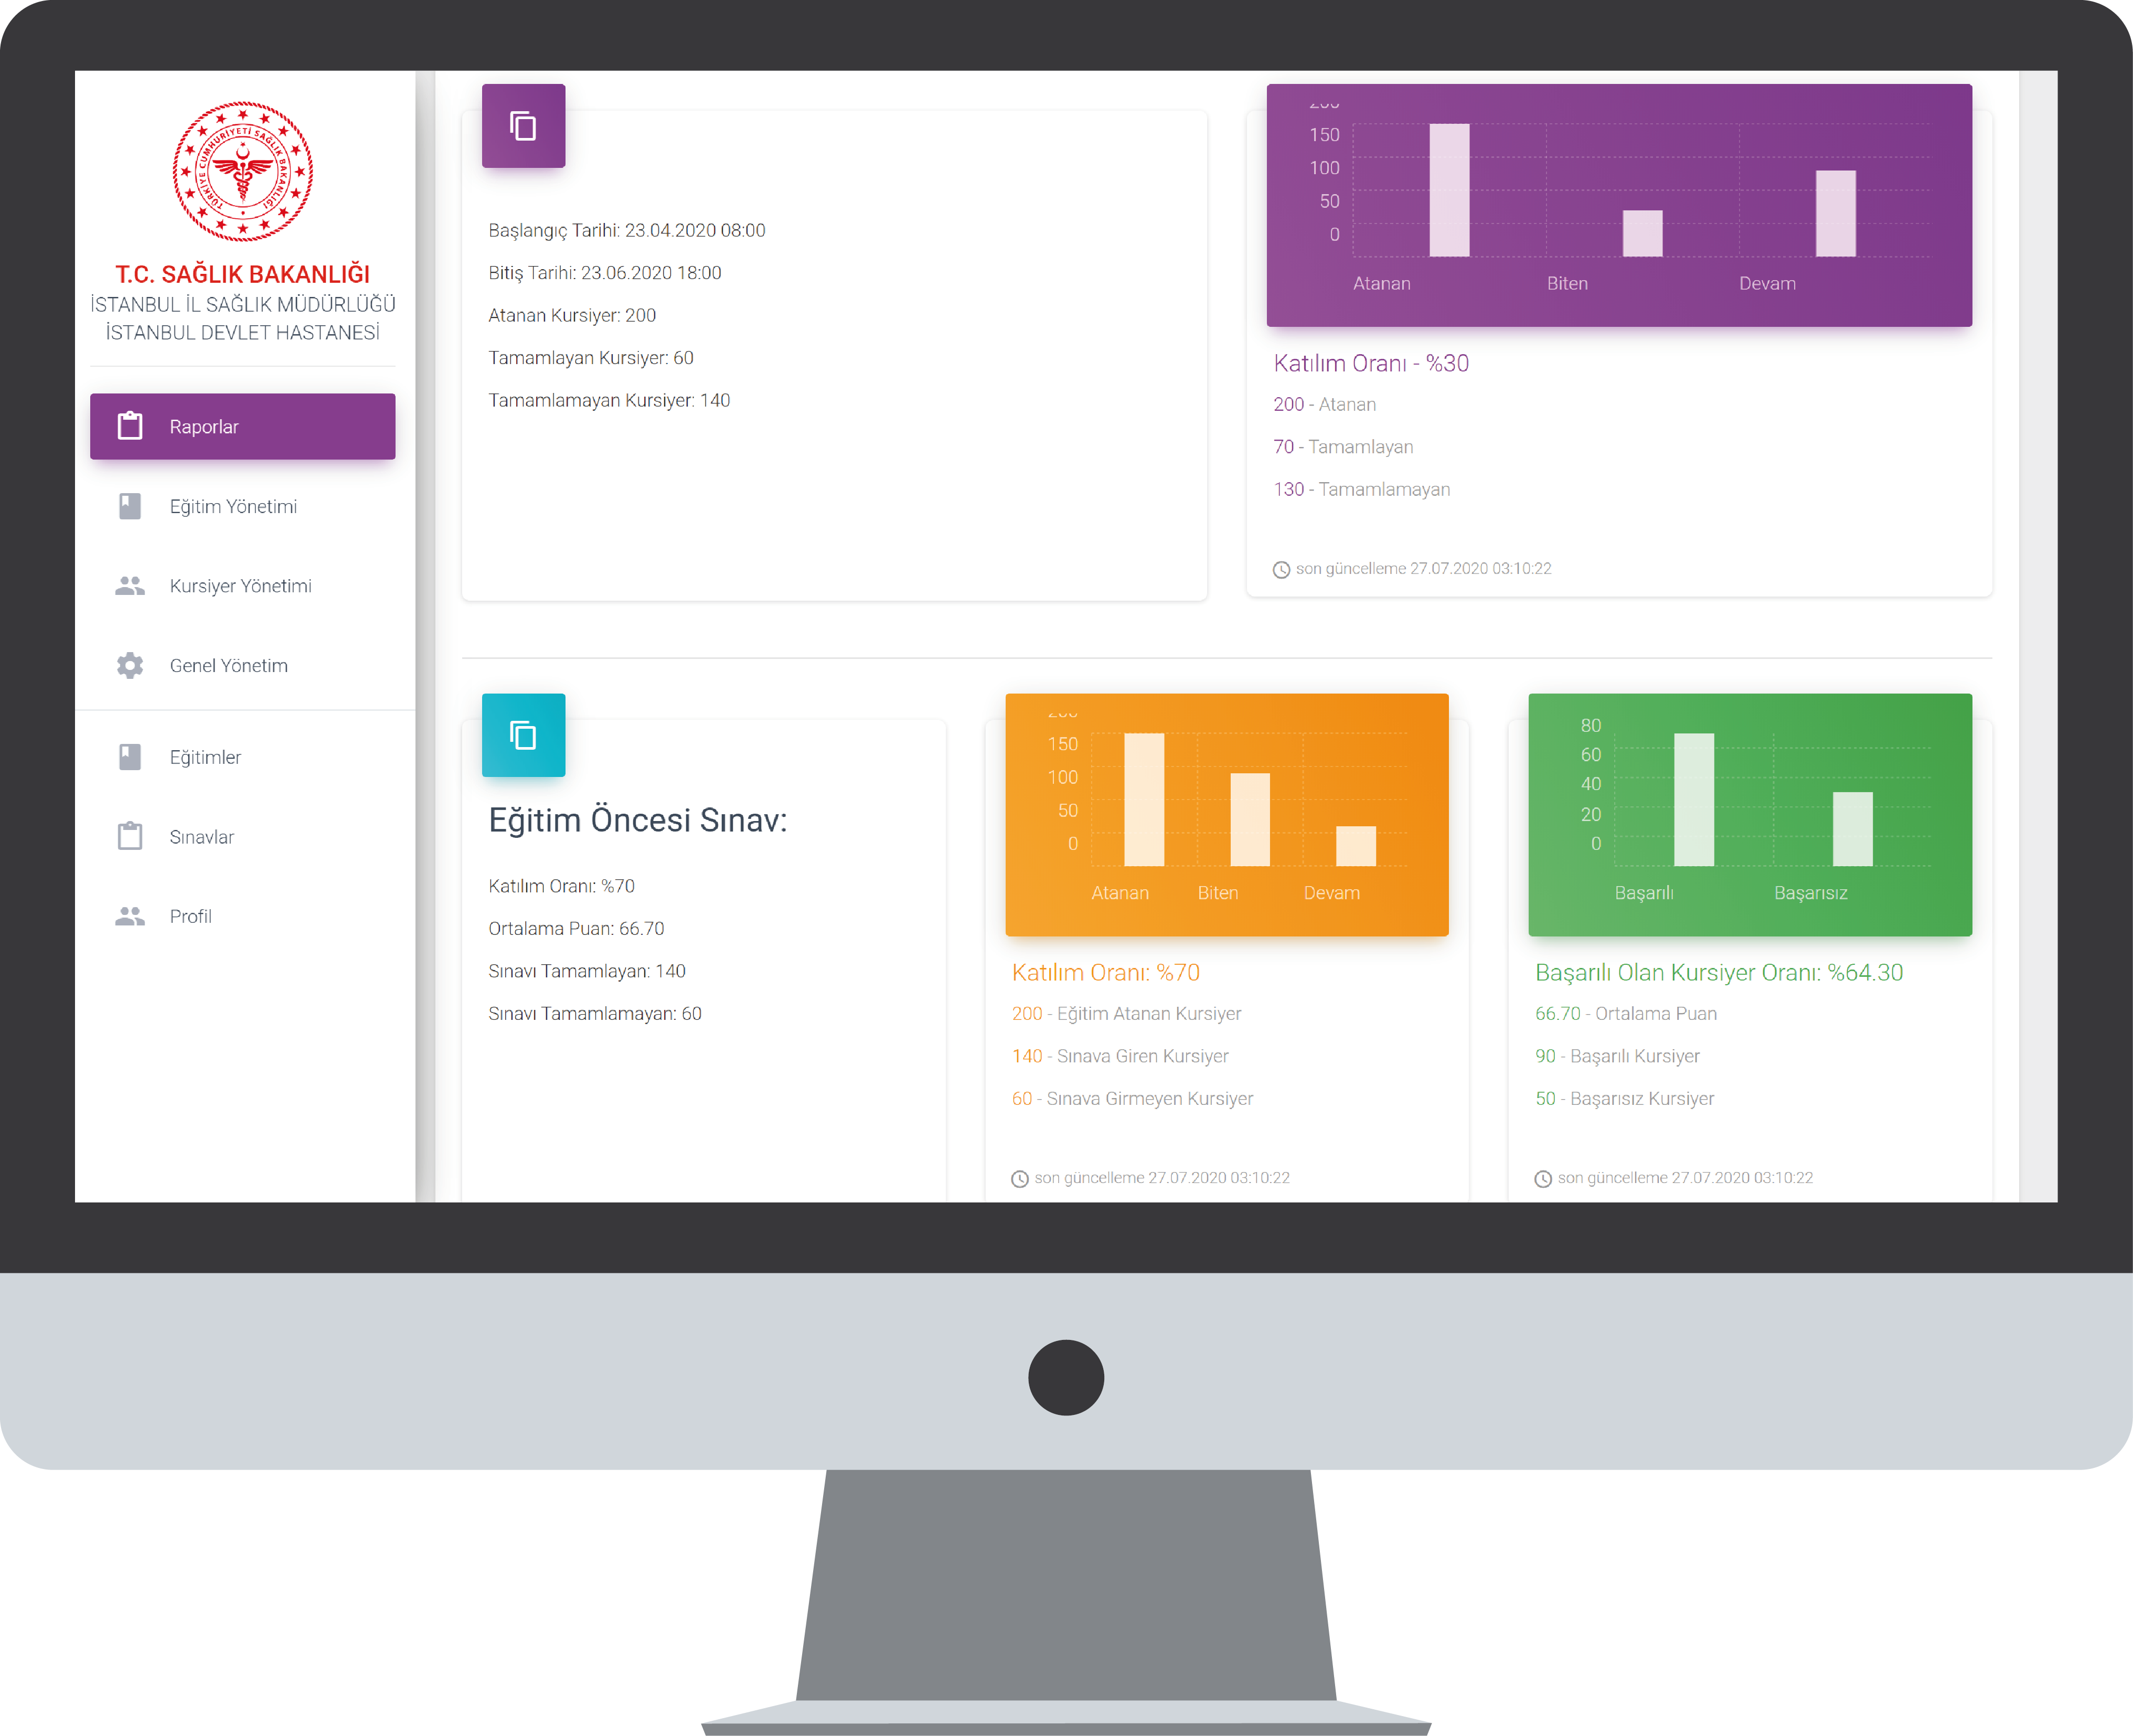 TÜRKİYE CUMHURİYETİ SAĞLIK BAKANLIĞI
T.C. SAĞLIK BAKANLIĞI
İSTANBUL İL SAĞLIK MÜDÜRLÜĞÜ
İSTANBUL DEVLET HASTANESİ
Raporlar
Eğitim Yönetimi
Kursiyer Yönetimi
Genel Yönetim
Eğitimler
Sınavlar
Profil
Başlangıç Tarihi: 23.04.2020 08:00
Bitiş Tarihi: 23.06.2020 18:00
Atanan Kursiyer: 200
Tamamlayan Kursiyer: 60
Tamamlamayan Kursiyer: 140
200
150
100
50
0
Atanan Biten Devam
Katılım Oranı - %30
200 - Atanan
70 - Tamamlayan
130 - Tamamlamayan
son güncelleme 27.07.2020 03:10:22
Eğitim Öncesi Sınav:
Katılım Oranı: %70
Ortalama Puan: 66.70
Sınavı Tamamlayan: 140
Sınavı Tamamlamayan: 60
200
150
100
50
0
Atanan Biten Devam
Katılım Oranı: %70
200 - Eğitim Atanan Kursiyer
140 - Sınava Giren Kursiyer
60 - Sınava Girmeyen Kursiyer
son güncelleme 27.07.2020 03:10:22
80
60
40
20
0
Başarılı Başarısız
Başarılı Olan Kursiyer Oranı: %64.30
66.70 - Ortalama Puan
90 - Başarılı Kursiyer
50 - Başarısız Kursiyer
son güncelleme 27.07.2020 03:10:22